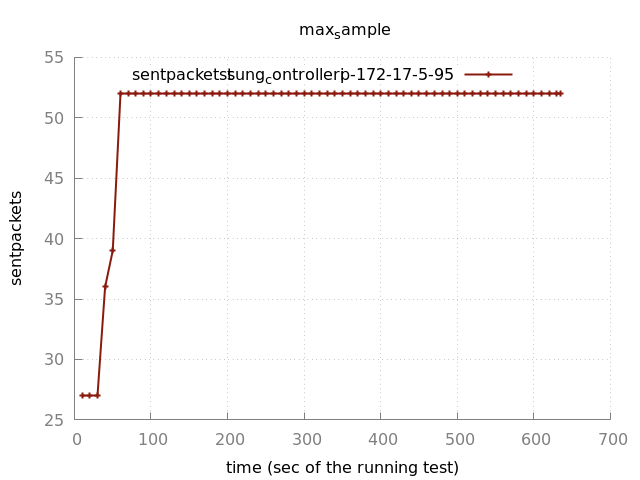 max_sample
55
sentpacketststsung_controllerip-172-17-5-95
50
45
40
35
30
25
sentpackets
0 100 200 300 400 500 600 700
time (sec of the running test)